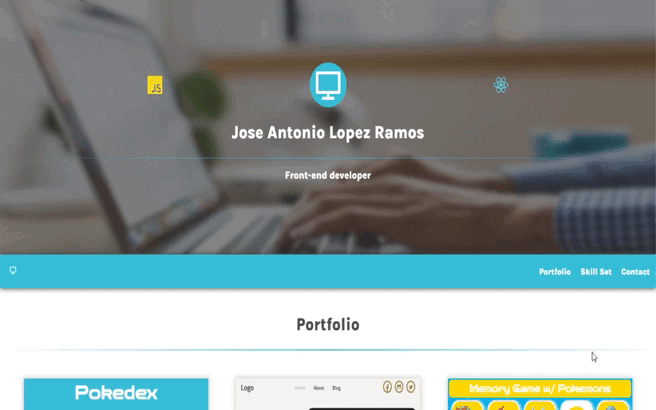 JS
Jose Antonio Lopez Ramos
Front-end developer
Portfolio Skill Set Contact
Portfolio
Pokedex
Logo Home About Blog
Memory Game w/ Pokemons